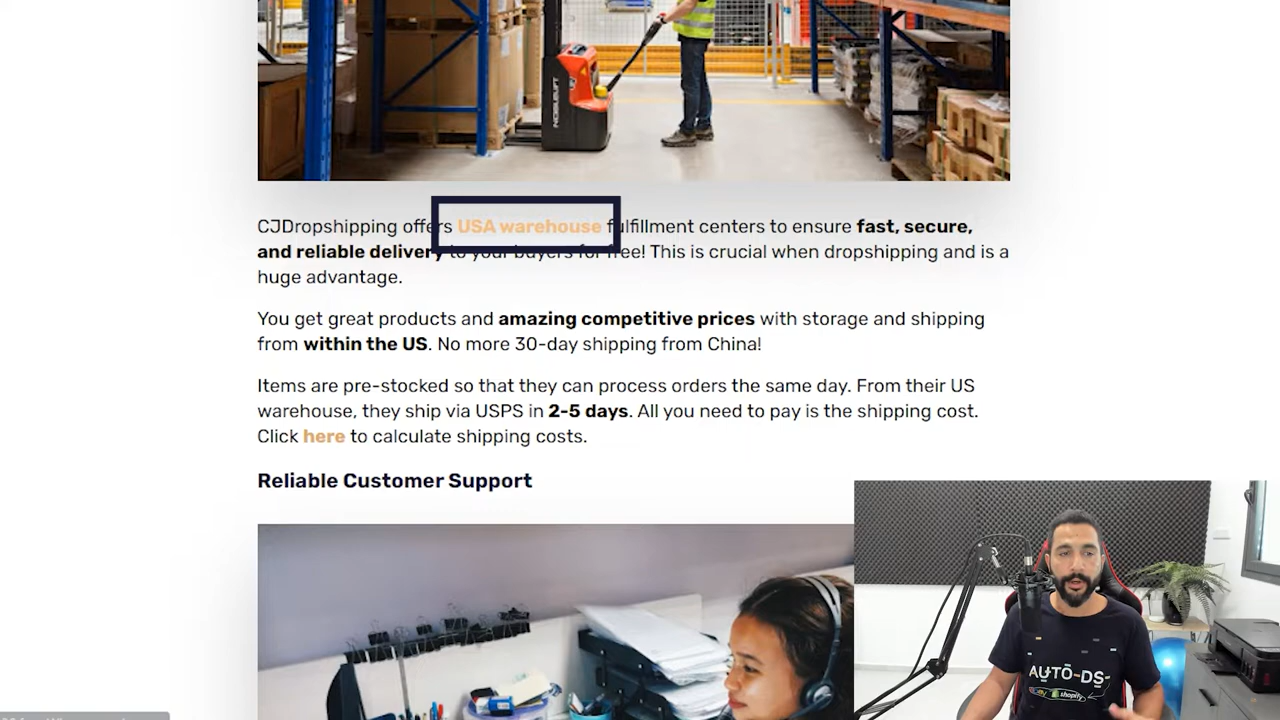 NOBLELIFT
CJDropshipping offers USA warehouse fulfillment centers to ensure fast, secure,
and reliable delivery to your buyers for free! This is crucial when dropshipping and is a
huge advantage.
You get great products and amazing competitive prices with storage and shipping
from within the US. No more 30-day shipping from China!
Items are pre-stocked so that they can process orders the same day. From their US
warehouse, they ship via USPS in 2-5 days. All you need to pay is the shipping cost.
Click here to calculate shipping costs.
Reliable Customer Support
AUTO-DS
ebay shopify